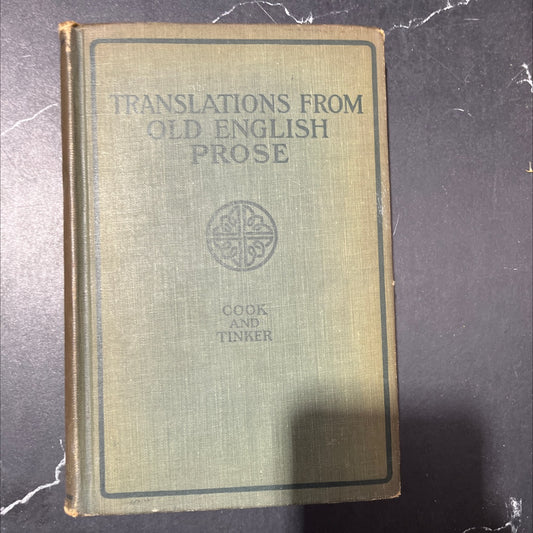 TRANSLATIONS FROM
OLD ENGLISH
PROSE
COOK
AND
TINKER